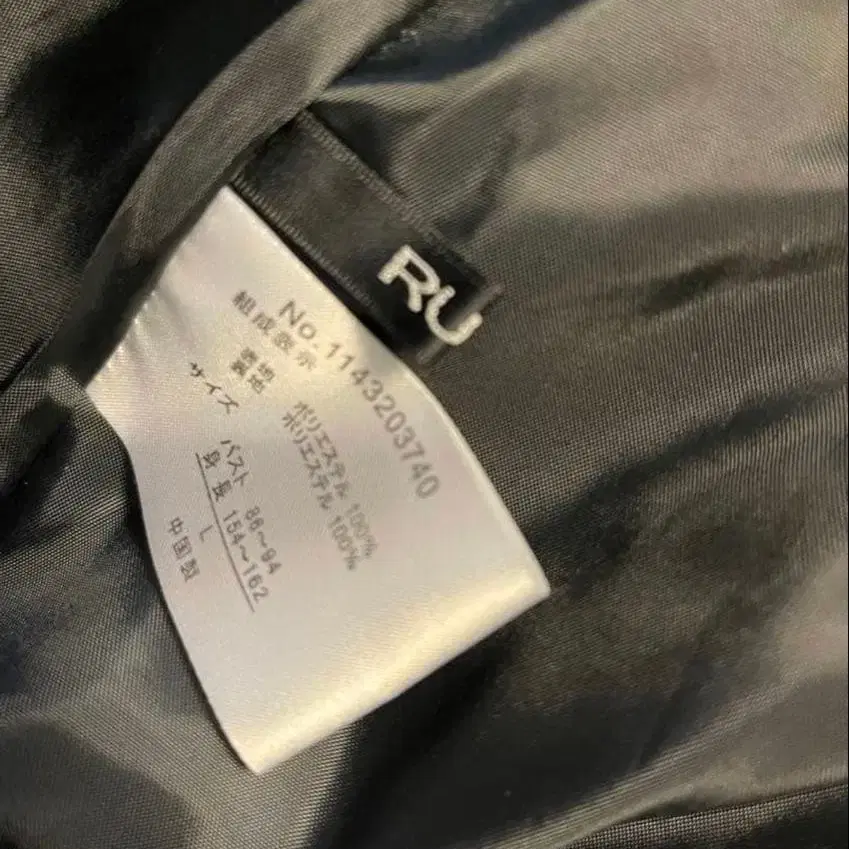 RU
No. 1143203740
組成表示
表地 ポリエステル 100%
裏地 ポリエステル 100%
サイズ
バスト 86~94
身長 154~162
L
中国製